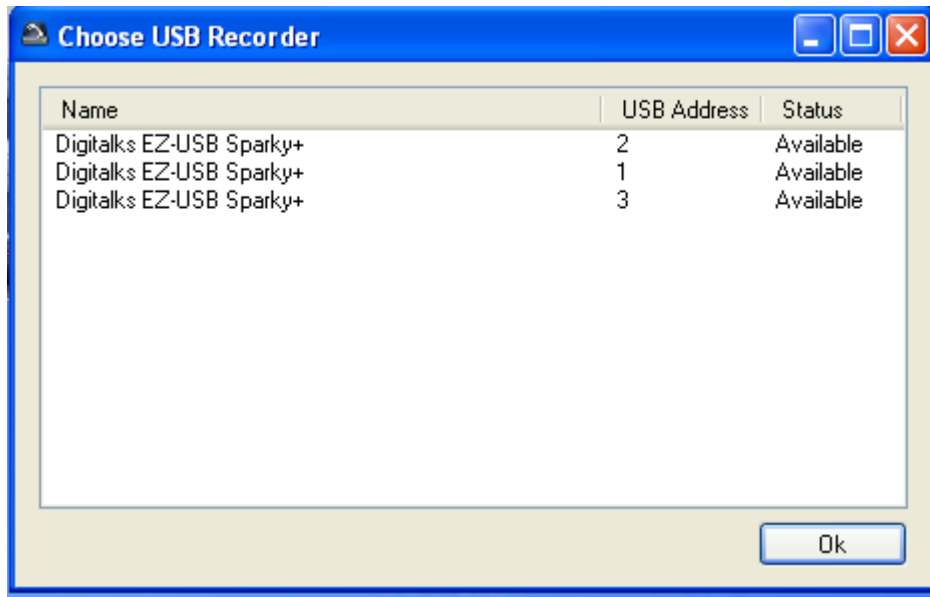 Choose USB Recorder
Name USB Address Status
Digitalks EZ-USB Sparky+ 2 Available
Digitalks EZ-USB Sparky+ 1 Available
Digitalks EZ-USB Sparky+ 3 Available
Ok